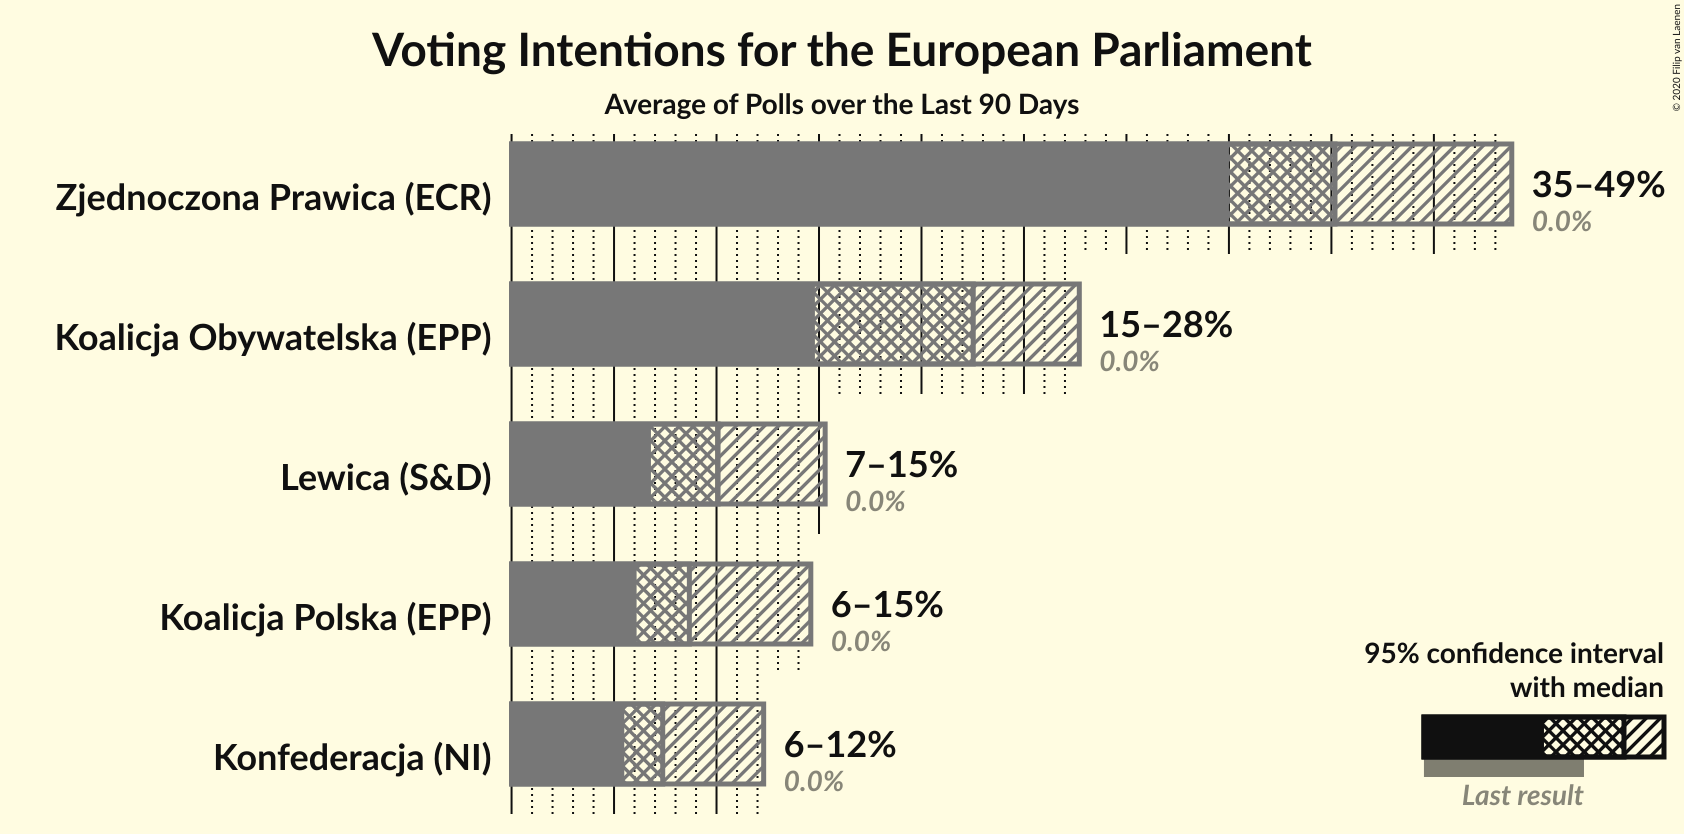 Voting Intentions for the European Parliament
Average of Polls over the Last 90 Days
© 2020 Filip van Laenen
Zjednoczona Prawica (ECR)
35–49%
0.0%
Koalicja Obywatelska (EPP)
15–28%
0.0%
Lewica (S&D)
7–15%
0.0%
Koalicja Polska (EPP)
6–15%
0.0%
Konfederacja (NI)
6–12%
0.0%
95% confidence interval
with median
Last result